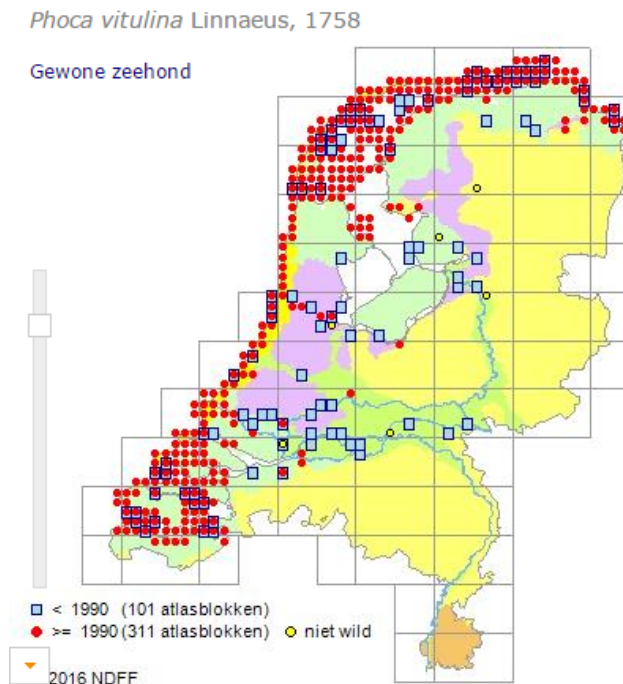 Phoca vitulina Linnaeus, 1758
Gewone zeehond
< 1990 (101 atlasblokken)
>= 1990 (311 atlasblokken) niet wild
2016 NDFF